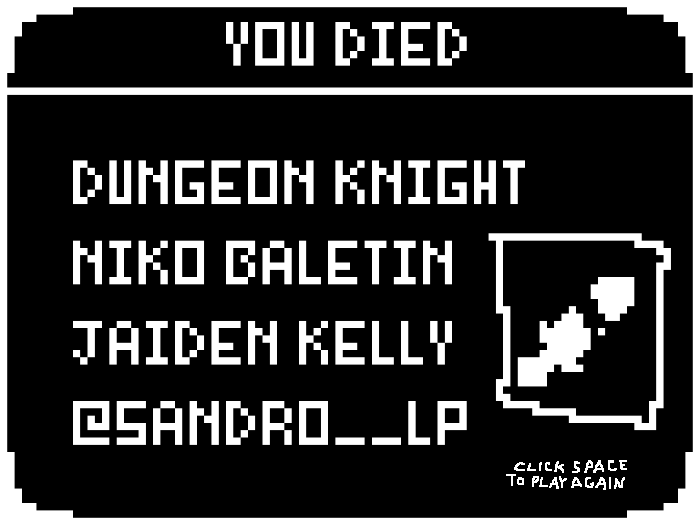 YOU DIED
DUNGEON KNIGHT
NIKO BALETIN
JAIDEN KELLY
@SANDRO__LP
CLICK SPACE
TO PLAY AGAIN